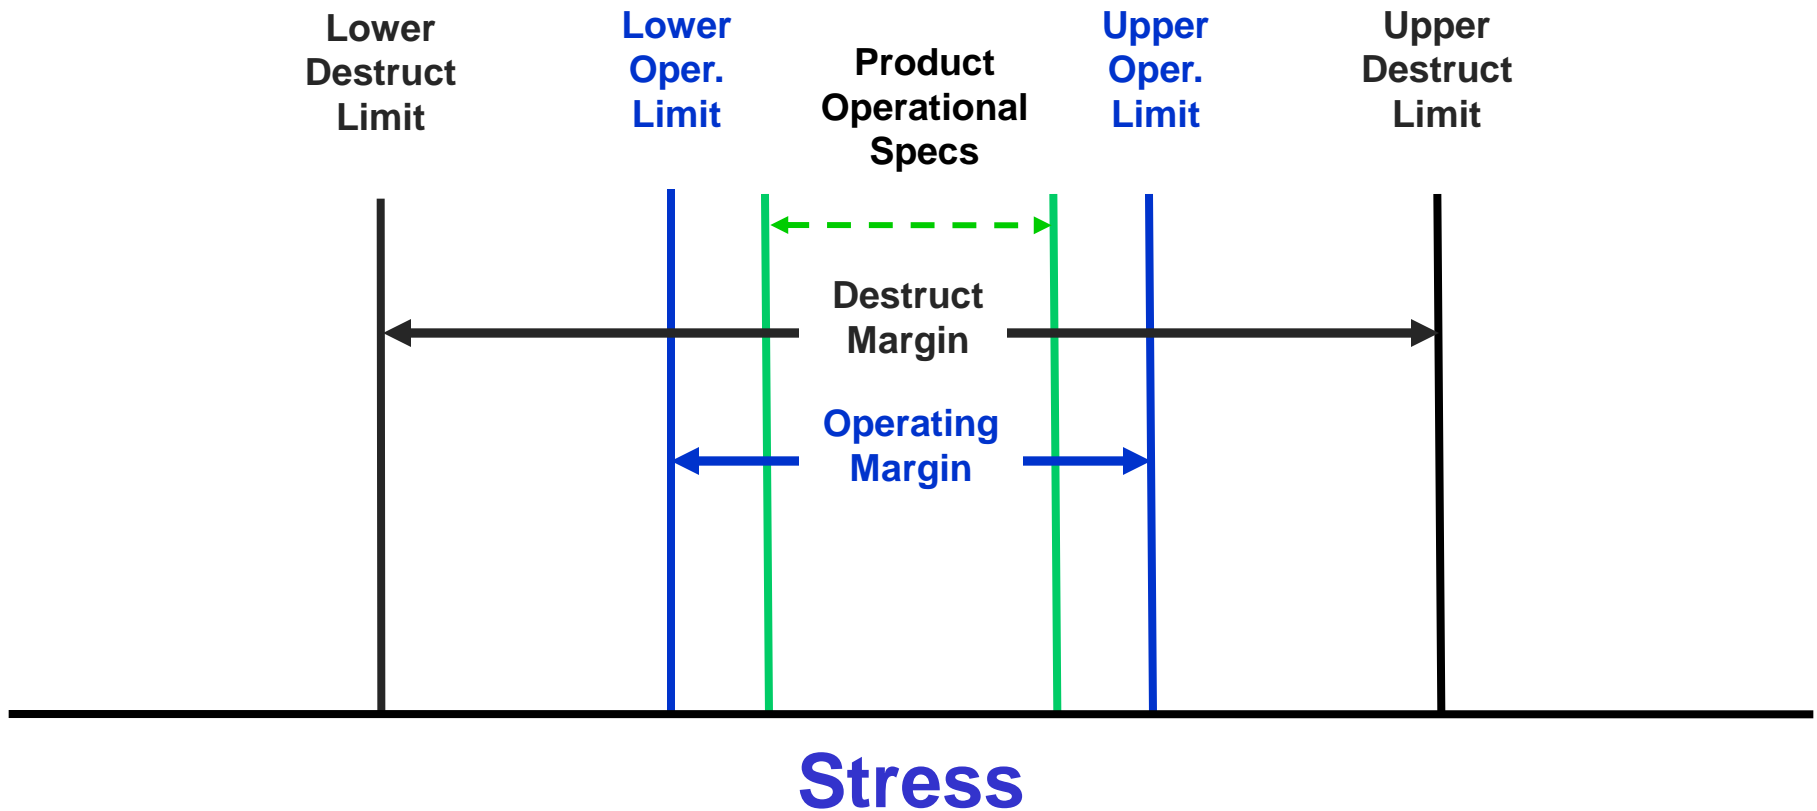 Lower
Destruct
Limit
Lower
Oper.
Limit
Product
Operational
Specs
Upper
Oper.
Limit
Upper
Destruct
Limit
Destruct
Margin
Operating
Margin
Stress